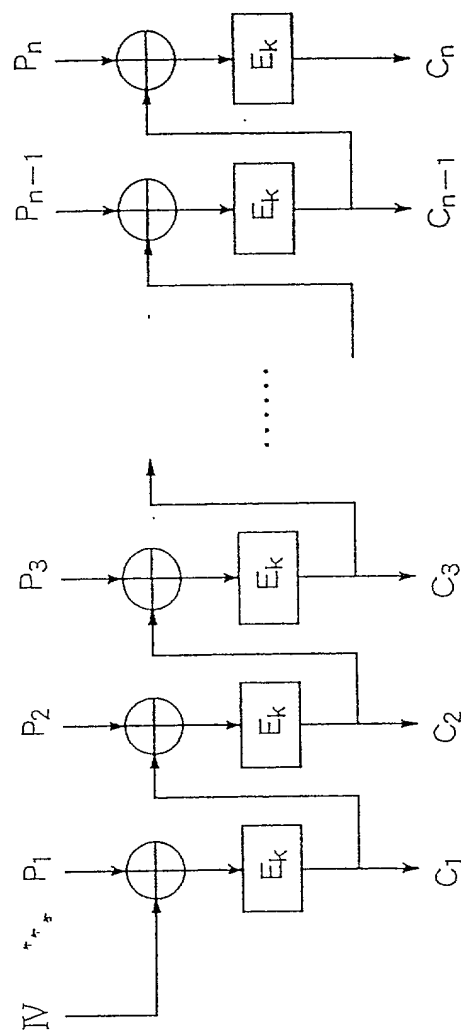 IV P₁ P₂ P₃ Pₙ₋₁ Pₙ
Eₖ Eₖ Eₖ ...... Eₖ Eₖ
C₁ C₂ C₃ Cₙ₋₁ Cₙ